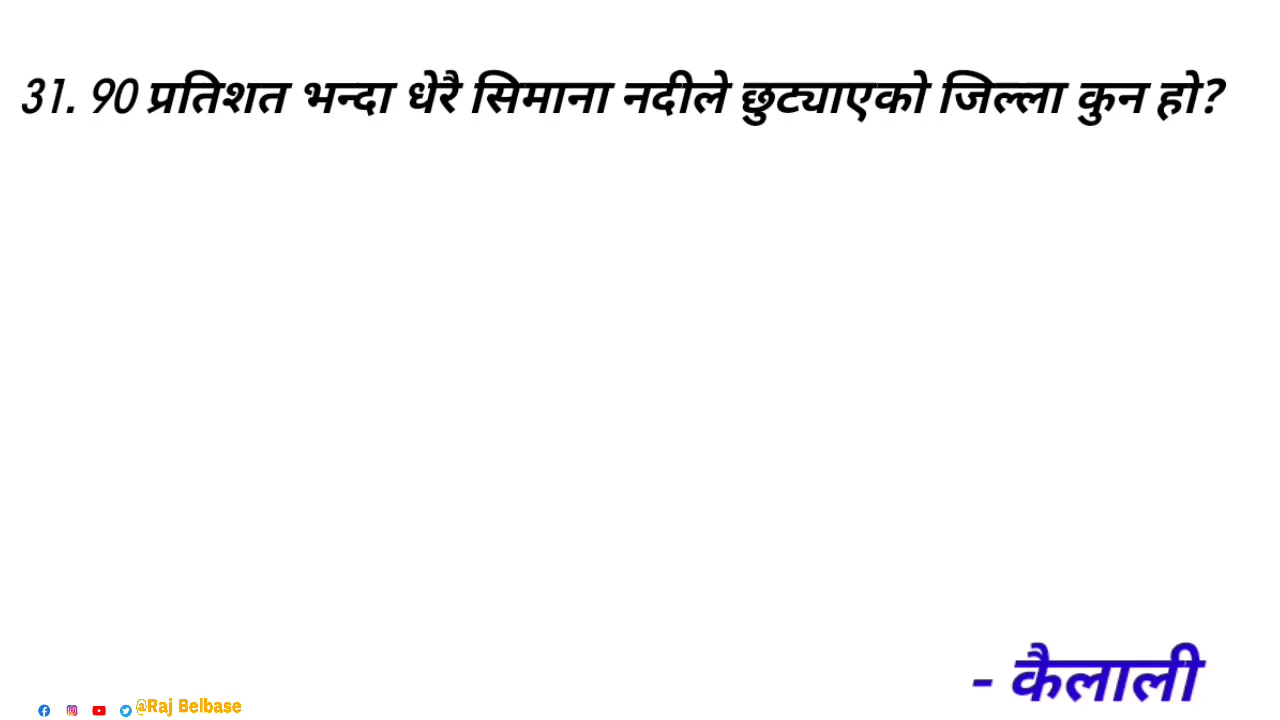 31. 90 प्रतिशत भन्दा धेरै सिमाना नदीले छुट्याएको जिल्ला कुन हो?
- कैलाली
@Raj Belbase